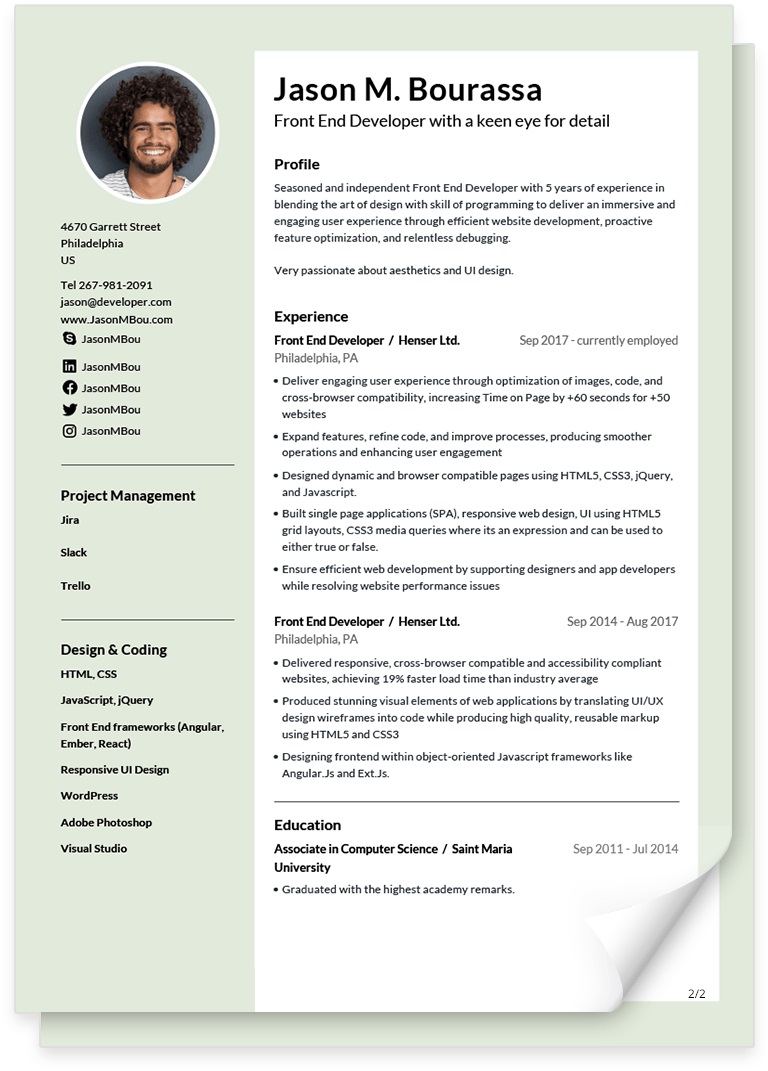 Jason M. Bourassa
Front End Developer with a keen eye for detail
4670 Garrett Street
Philadelphia
US
Tel 267-981-2091
jason@developer.com
www.JasonMBou.com
JasonMBou
JasonMBou
JasonMBou
JasonMBou
JasonMBou
Project Management
Jira
Slack
Trello
Design & Coding
HTML, CSS
JavaScript, jQuery
Front End frameworks (Angular,
Ember, React)
Responsive UI Design
WordPress
Adobe Photoshop
Visual Studio
Profile
Seasoned and independent Front End Developer with 5 years of experience in
blending the art of design with skill of programming to deliver an immersive and
engaging user experience through efficient website development, proactive
feature optimization, and relentless debugging.
Very passionate about aesthetics and UI design.
Experience
Front End Developer / Henser Ltd. Sep 2017 - currently employed
Philadelphia, PA
• Deliver engaging user experience through optimization of images, code, and
cross-browser compatibility, increasing Time on Page by +60 seconds for +50
websites
• Expand features, refine code, and improve processes, producing smoother
operations and enhancing user engagement
• Designed dynamic and browser compatible pages using HTML5, CSS3, jQuery,
and Javascript.
• Built single page applications (SPA), responsive web design, UI using HTML5
grid layouts, CSS3 media queries where its an expression and can be used to
either true or false.
• Ensure efficient web development by supporting designers and app developers
while resolving website performance issues
Front End Developer / Henser Ltd. Sep 2014 - Aug 2017
Philadelphia, PA
• Delivered responsive, cross-browser compatible and accessibility compliant
websites, achieving 19% faster load time than industry average
• Produced stunning visual elements of web applications by translating UI/UX
design wireframes into code while producing high quality, reusable markup
using HTML5 and CSS3
• Designing frontend within object-oriented Javascript frameworks like
Angular.Js and Ext.Js.
Education
Associate in Computer Science / Saint Maria Sep 2011 - Jul 2014
University
• Graduated with the highest academy remarks.
2/2